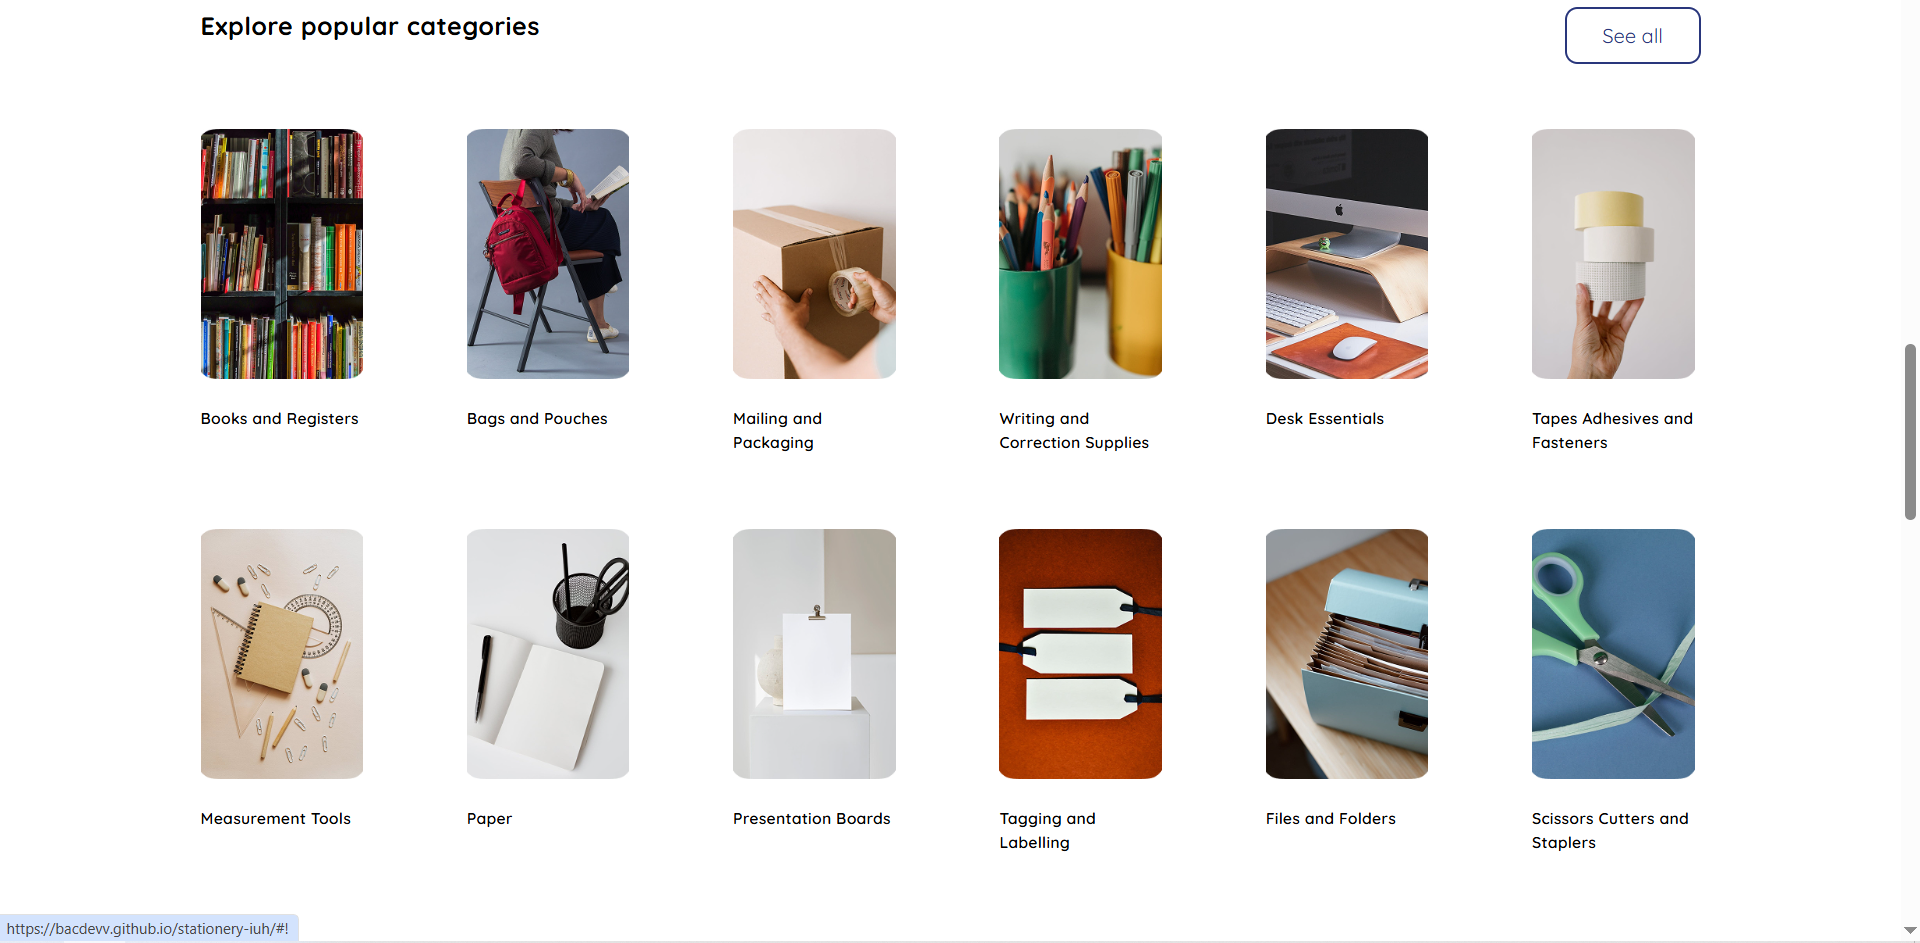 Explore popular categories
See all
Books and Registers
Bags and Pouches
Mailing and
Packaging
Writing and
Correction Supplies
Desk Essentials
Tapes Adhesives and
Fasteners
Measurement Tools
Paper
Presentation Boards
Tagging and
Labelling
Files and Folders
Scissors Cutters and
Staplers
https://bacdevv.github.io/stationery-iuh/#!